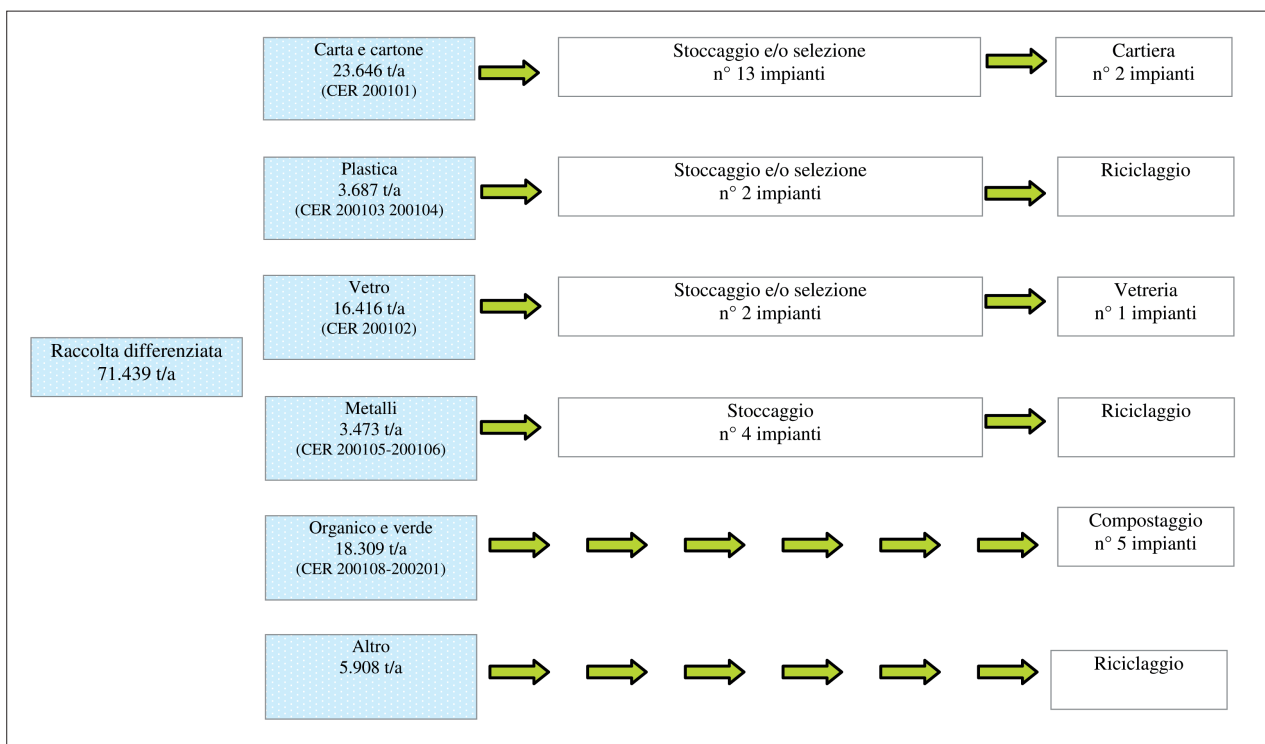 Carta e cartone
23.646 t/a
(CER 200101)
Stoccaggio e/o selezione
n° 13 impianti
Cartiera
n° 2 impianti
Plastica
3.687 t/a
(CER 200103 200104)
Stoccaggio e/o selezione
n° 2 impianti
Riciclaggio
Vetro
16.416 t/a
(CER 200102)
Stoccaggio e/o selezione
n° 2 impianti
Vetreria
n° 1 impianti
Raccolta differenziata
71.439 t/a
Metalli
3.473 t/a
(CER 200105-200106)
Stoccaggio
n° 4 impianti
Riciclaggio
Organico e verde
18.309 t/a
(CER 200108-200201)
Compostaggio
n° 5 impianti
Altro
5.908 t/a
Riciclaggio